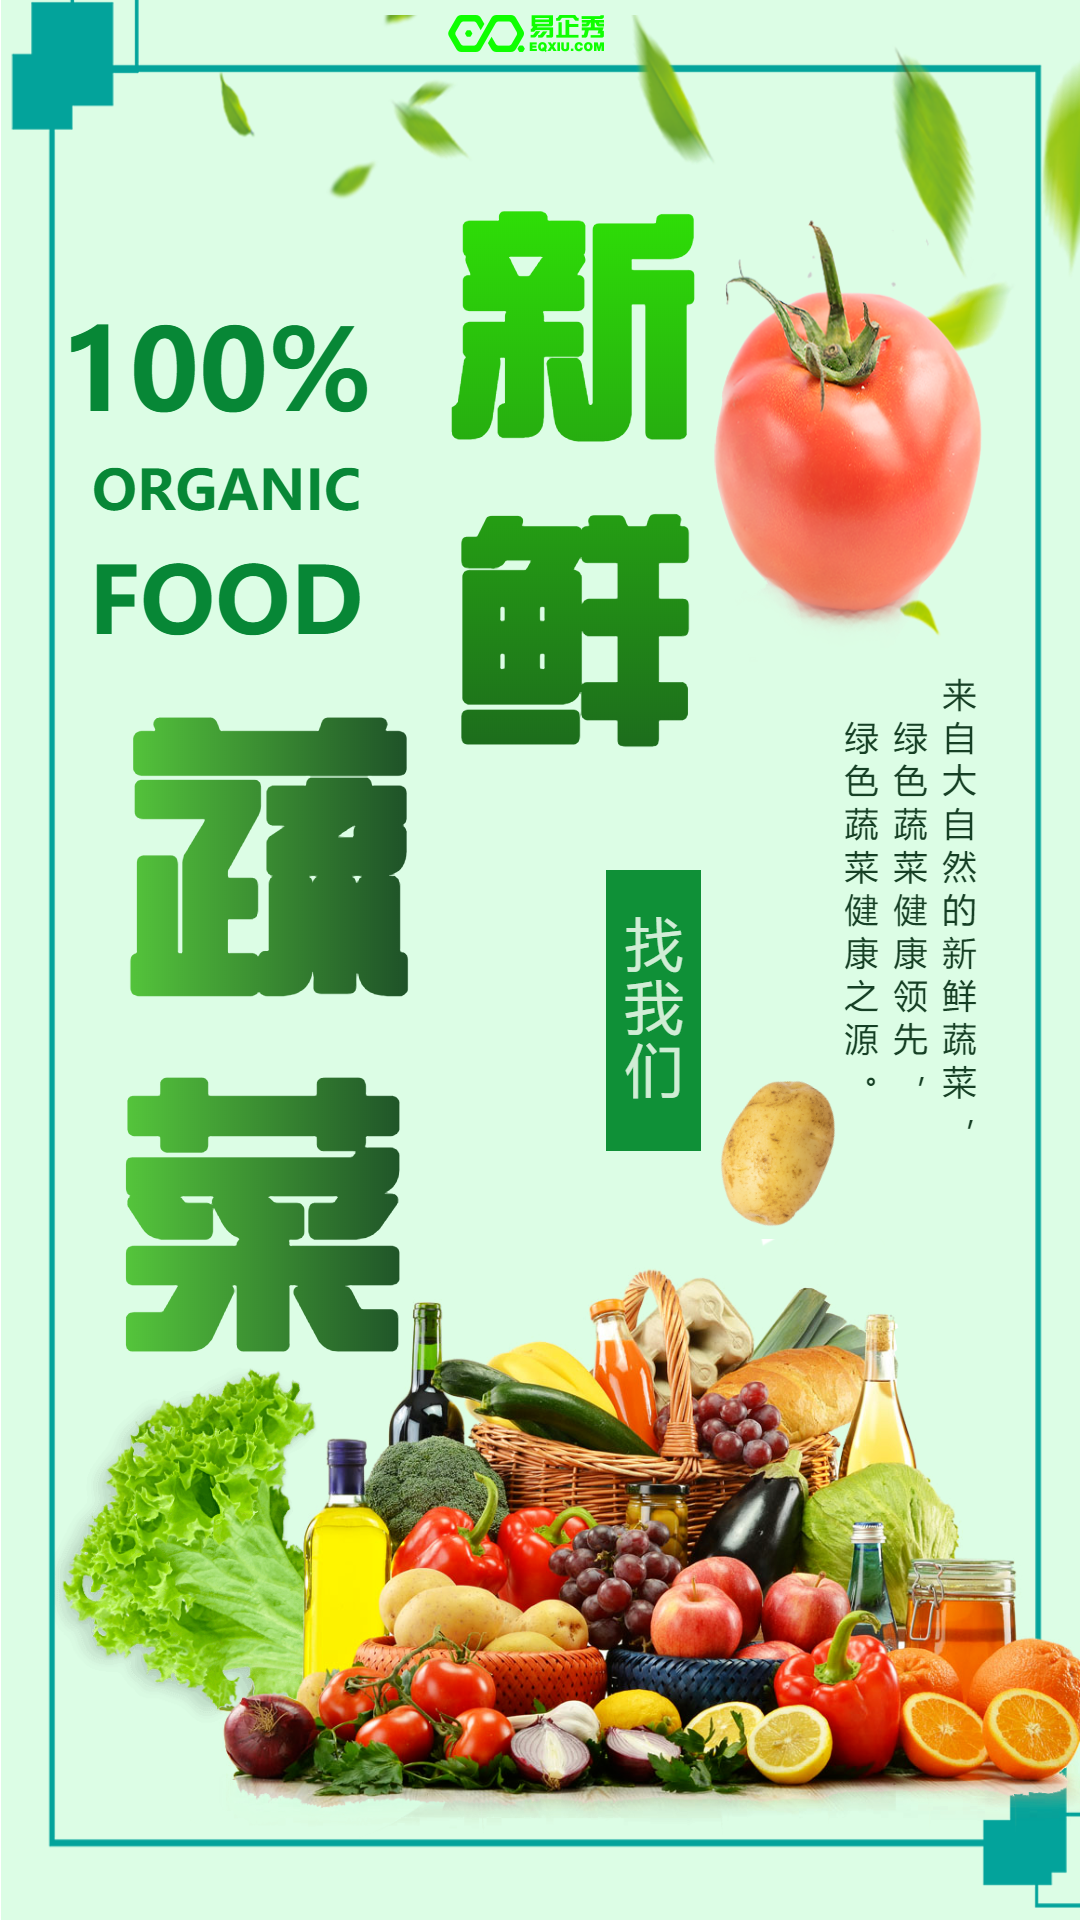 易企秀
EQXIU.COM
新鲜
100%
ORGANIC
FOOD
蔬菜
来自大自然的新鲜蔬菜，
绿色蔬菜健康领先，
绿色蔬菜健康之源。
找我们